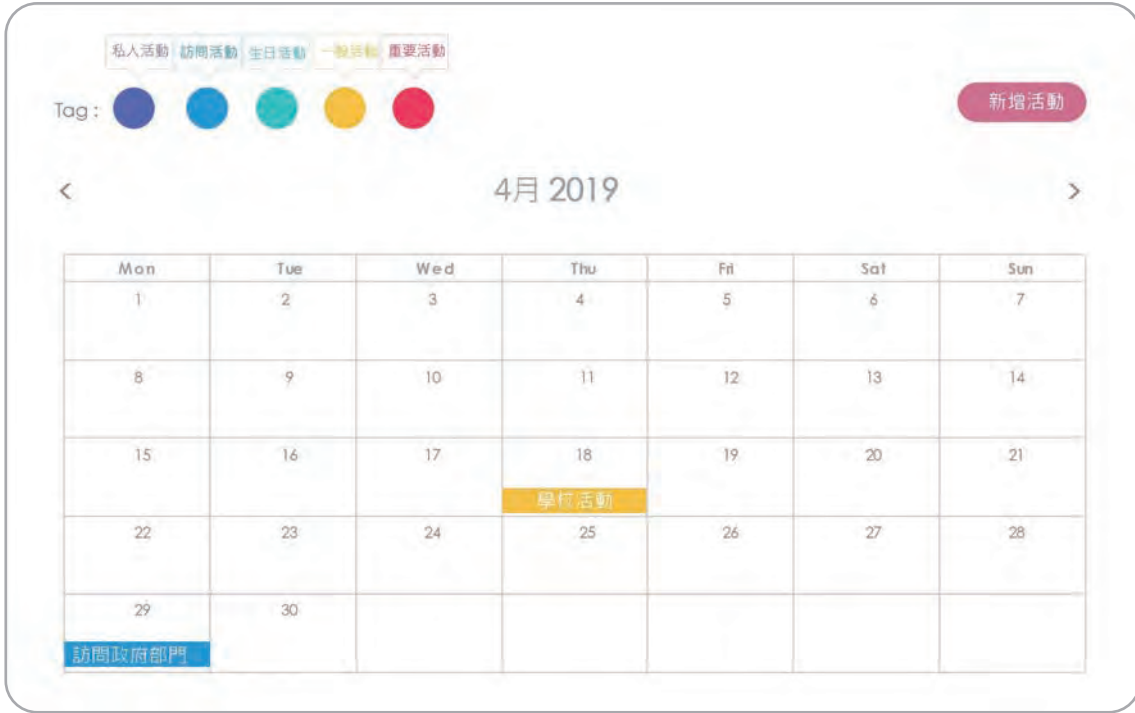 私人活動 訪問活動 生日活動 一般活動 重要活動
Tag :
新增活動
< 4月 2019 >
Mon Tue Wed Thu Fri Sat Sun
1 2 3 4 5 6 7
8 9 10 11 12 13 14
15 16 17 18 19 20 21
學校活動
22 23 24 25 26 27 28
29 30
訪問政府部門